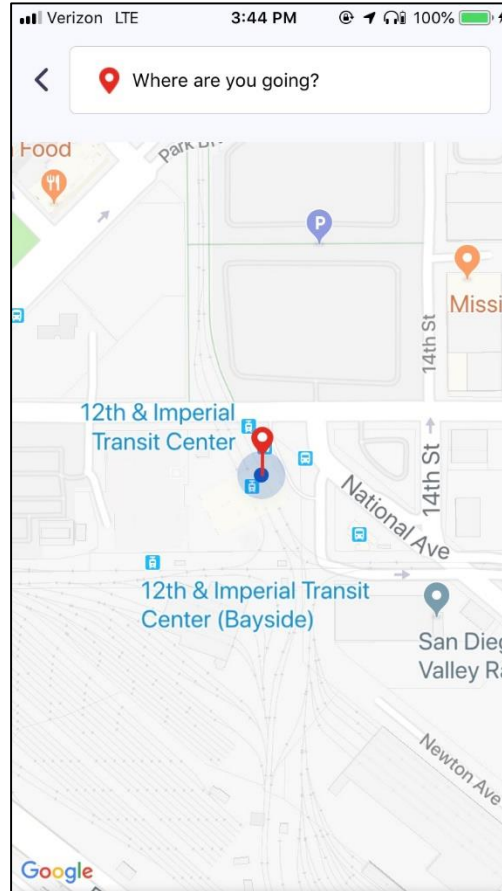 Verizon LTE 3:44 PM 100%
Where are you going?
Food
Park
P
Missi
14th St
12th & Imperial
Transit Center
14th St
National Ave
12th & Imperial Transit
Center (Bayside)
San Dieg
Valley Ra
Newton Ave
Google